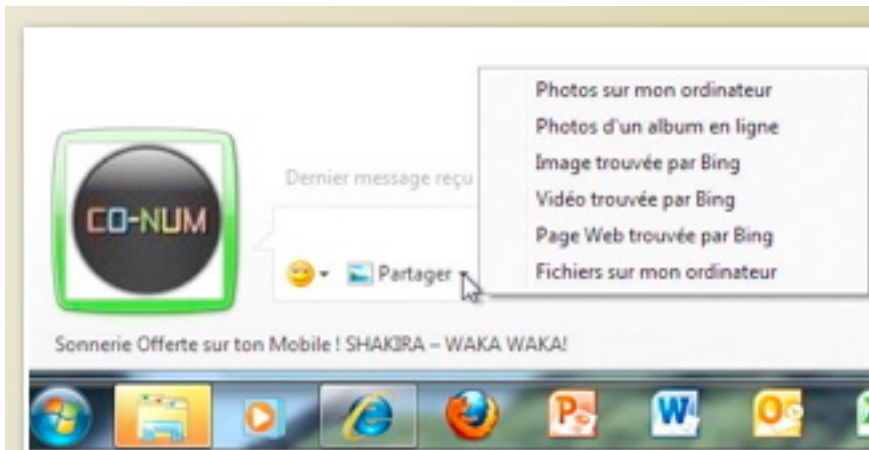 Photos sur mon ordinateur
Photos d'un album en ligne
Image trouvée par Bing
Vidéo trouvée par Bing
Page Web trouvée par Bing
Fichiers sur mon ordinateur
Dernier message reçu
CO-NUM
Partager
Sonnerie Offerte sur ton Mobile ! SHAKIRA – WAKA WAKA!